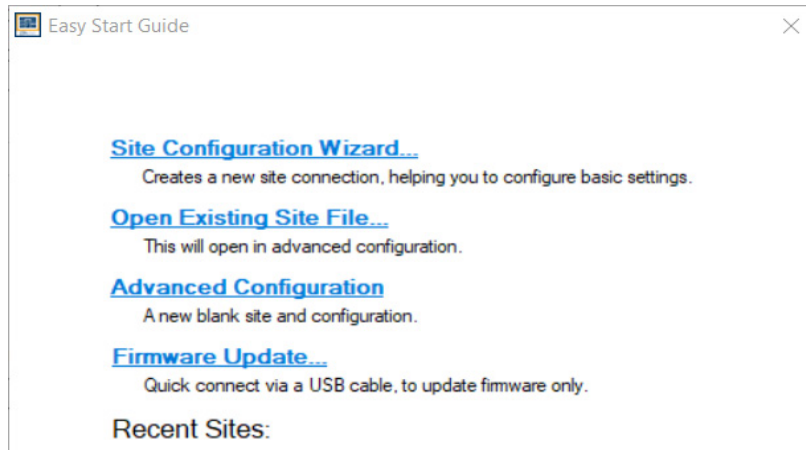 Easy Start Guide
Site Configuration Wizard...
Creates a new site connection, helping you to configure basic settings.
Open Existing Site File...
This will open in advanced configuration.
Advanced Configuration
A new blank site and configuration.
Firmware Update...
Quick connect via a USB cable, to update firmware only.
Recent Sites: